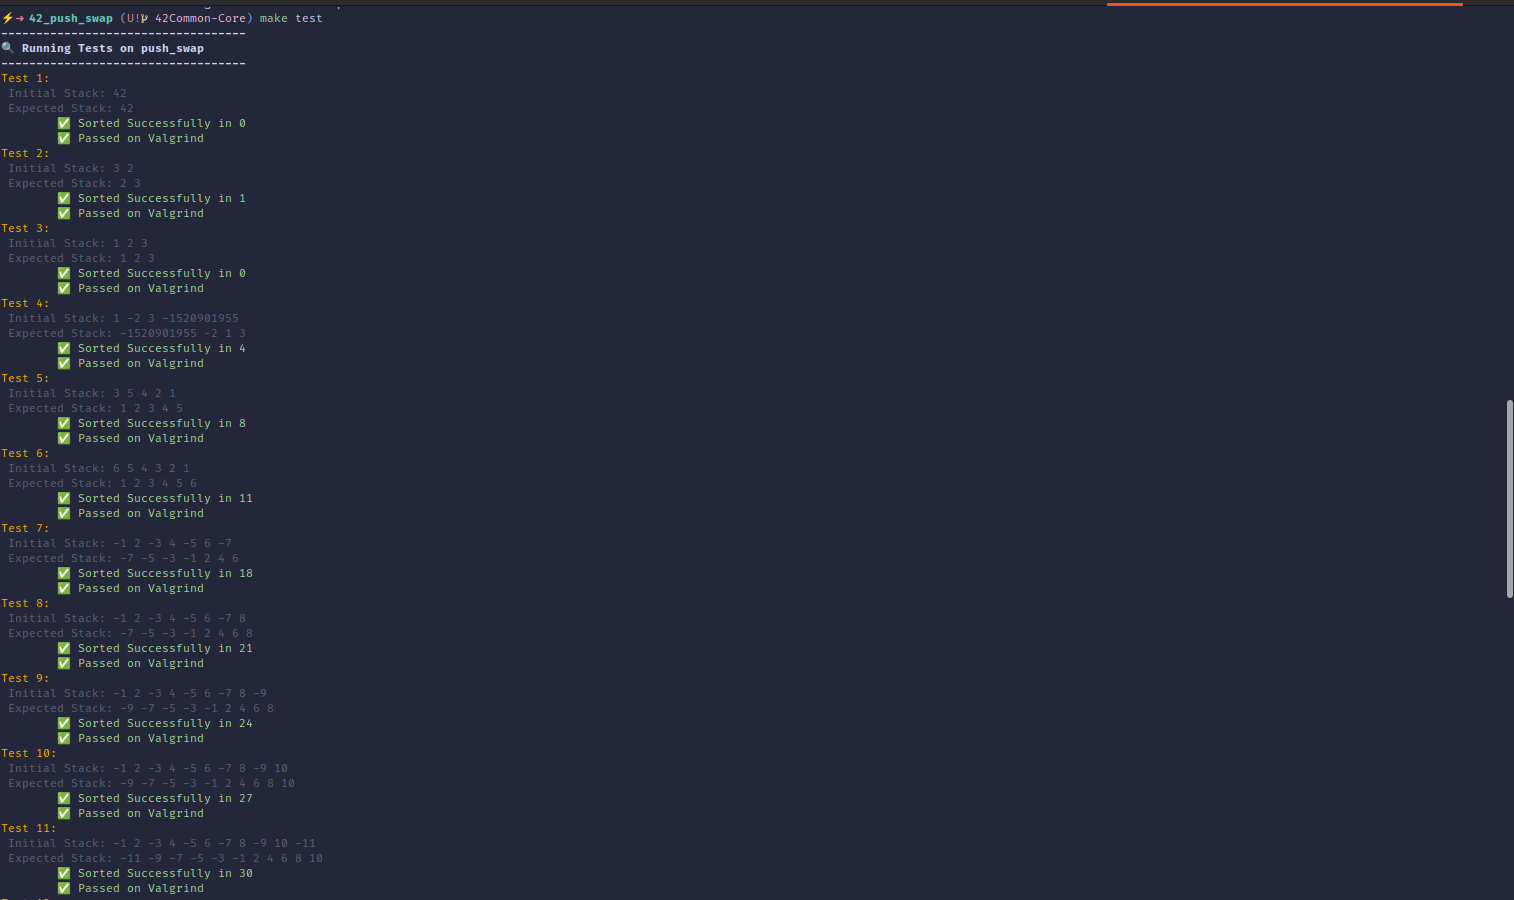 ⚡➜ 42_push_swap (U! 42Common-Core) make test
-----------------------------------
🔍 Running Tests on push_swap
-----------------------------------
Test 1:
Initial Stack: 42
Expected Stack: 42
✅ Sorted Successfully in 0
✅ Passed on Valgrind
Test 2:
Initial Stack: 3 2
Expected Stack: 2 3
✅ Sorted Successfully in 1
✅ Passed on Valgrind
Test 3:
Initial Stack: 1 2 3
Expected Stack: 1 2 3
✅ Sorted Successfully in 0
✅ Passed on Valgrind
Test 4:
Initial Stack: 1 -2 3 -1520901955
Expected Stack: -1520901955 -2 1 3
✅ Sorted Successfully in 4
✅ Passed on Valgrind
Test 5:
Initial Stack: 3 5 4 2 1
Expected Stack: 1 2 3 4 5
✅ Sorted Successfully in 8
✅ Passed on Valgrind
Test 6:
Initial Stack: 6 5 4 3 2 1
Expected Stack: 1 2 3 4 5 6
✅ Sorted Successfully in 11
✅ Passed on Valgrind
Test 7:
Initial Stack: -1 2 -3 4 -5 6 -7
Expected Stack: -7 -5 -3 -1 2 4 6
✅ Sorted Successfully in 18
✅ Passed on Valgrind
Test 8:
Initial Stack: -1 2 -3 4 -5 6 -7 8
Expected Stack: -7 -5 -3 -1 2 4 6 8
✅ Sorted Successfully in 21
✅ Passed on Valgrind
Test 9:
Initial Stack: -1 2 -3 4 -5 6 -7 8 -9
Expected Stack: -9 -7 -5 -3 -1 2 4 6 8
✅ Sorted Successfully in 24
✅ Passed on Valgrind
Test 10:
Initial Stack: -1 2 -3 4 -5 6 -7 8 -9 10
Expected Stack: -9 -7 -5 -3 -1 2 4 6 8 10
✅ Sorted Successfully in 27
✅ Passed on Valgrind
Test 11:
Initial Stack: -1 2 -3 4 -5 6 -7 8 -9 10 -11
Expected Stack: -11 -9 -7 -5 -3 -1 2 4 6 8 10
✅ Sorted Successfully in 30
✅ Passed on Valgrind